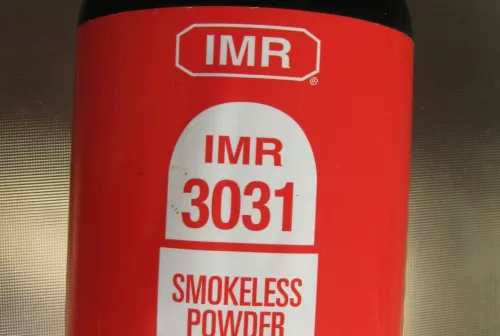 IMR
®
IMR
3031
SMOKELESS
POWDER